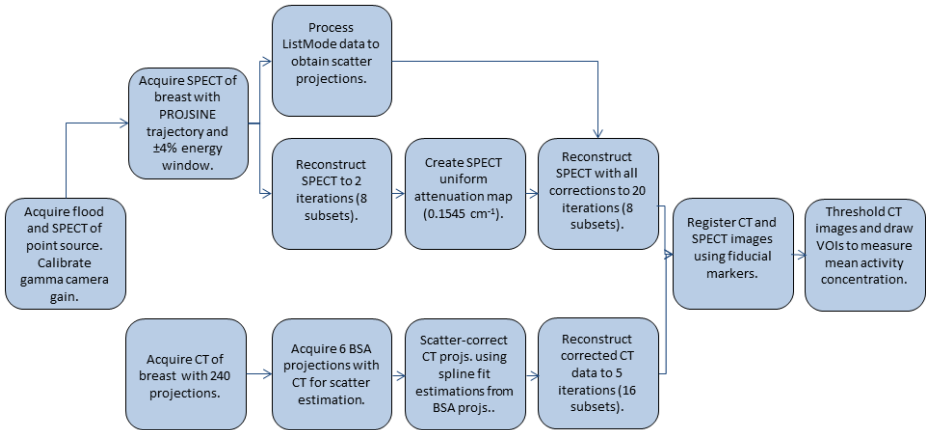 Process
ListMode data to
obtain scatter
projections.
Acquire SPECT of
breast with
PROJSINE
trajectory and
±4% energy
window.
Reconstruct
SPECT to 2
iterations (8
subsets).
Create SPECT
uniform
attenuation map
(0.1545 cm⁻¹).
Reconstruct
SPECT with all
corrections to 20
iterations (8
subsets).
Acquire flood
and SPECT of
point source.
Calibrate
gamma camera
gain.
Register CT and
SPECT images
using fiducial
markers.
Threshold CT
images and draw
VOIs to measure
mean activity
concentration.
Acquire CT of
breast with 240
projections.
Acquire 6 BSA
projections with
CT for scatter
estimation.
Scatter-correct
CT projs. using
spline fit
estimations from
BSA projs..
Reconstruct
corrected CT
data to 5
iterations (16
subsets).